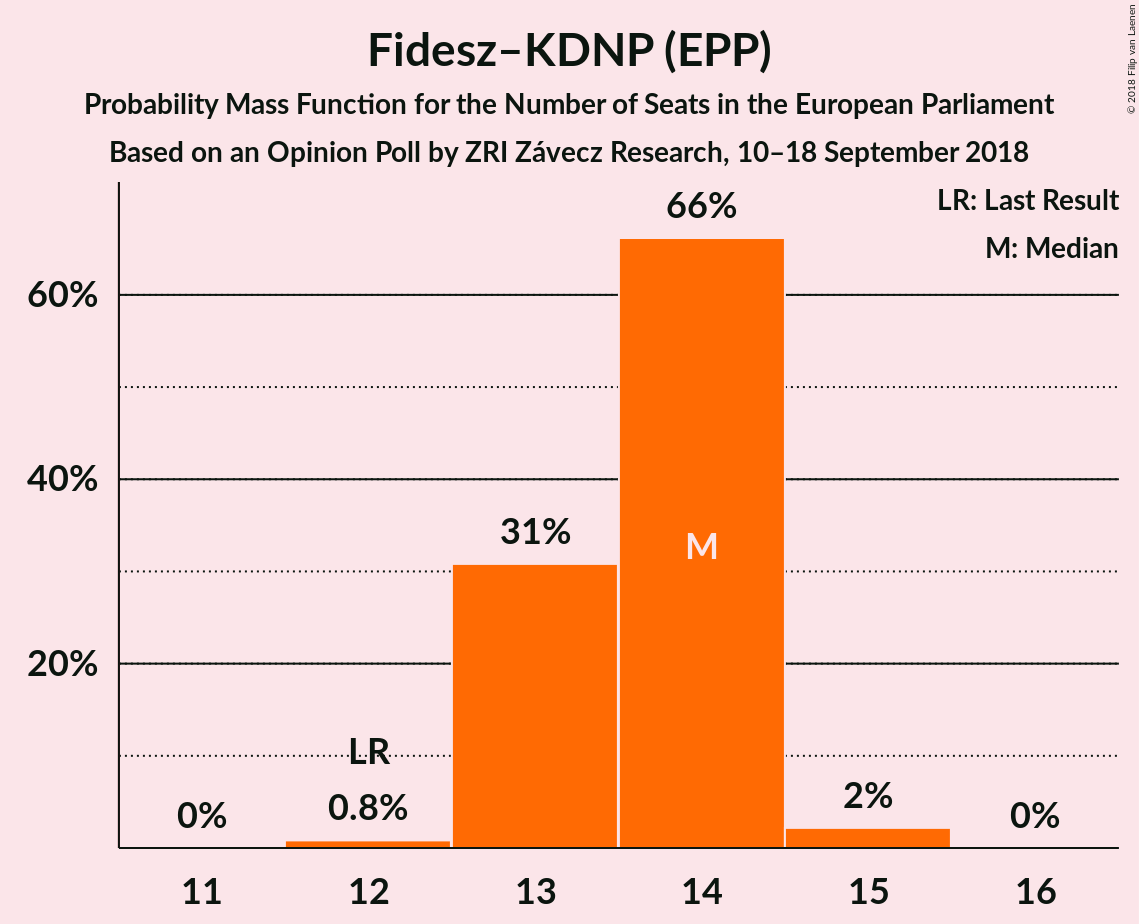 Fidesz–KDNP (EPP)
Probability Mass Function for the Number of Seats in the European Parliament
Based on an Opinion Poll by ZRI Závecz Research, 10–18 September 2018
© 2018 Filip van Laenen
LR: Last Result
M: Median
66%
60%
40%
31%
M
20%
LR
0%
0.8%
2%
0%
11
12
13
14
15
16